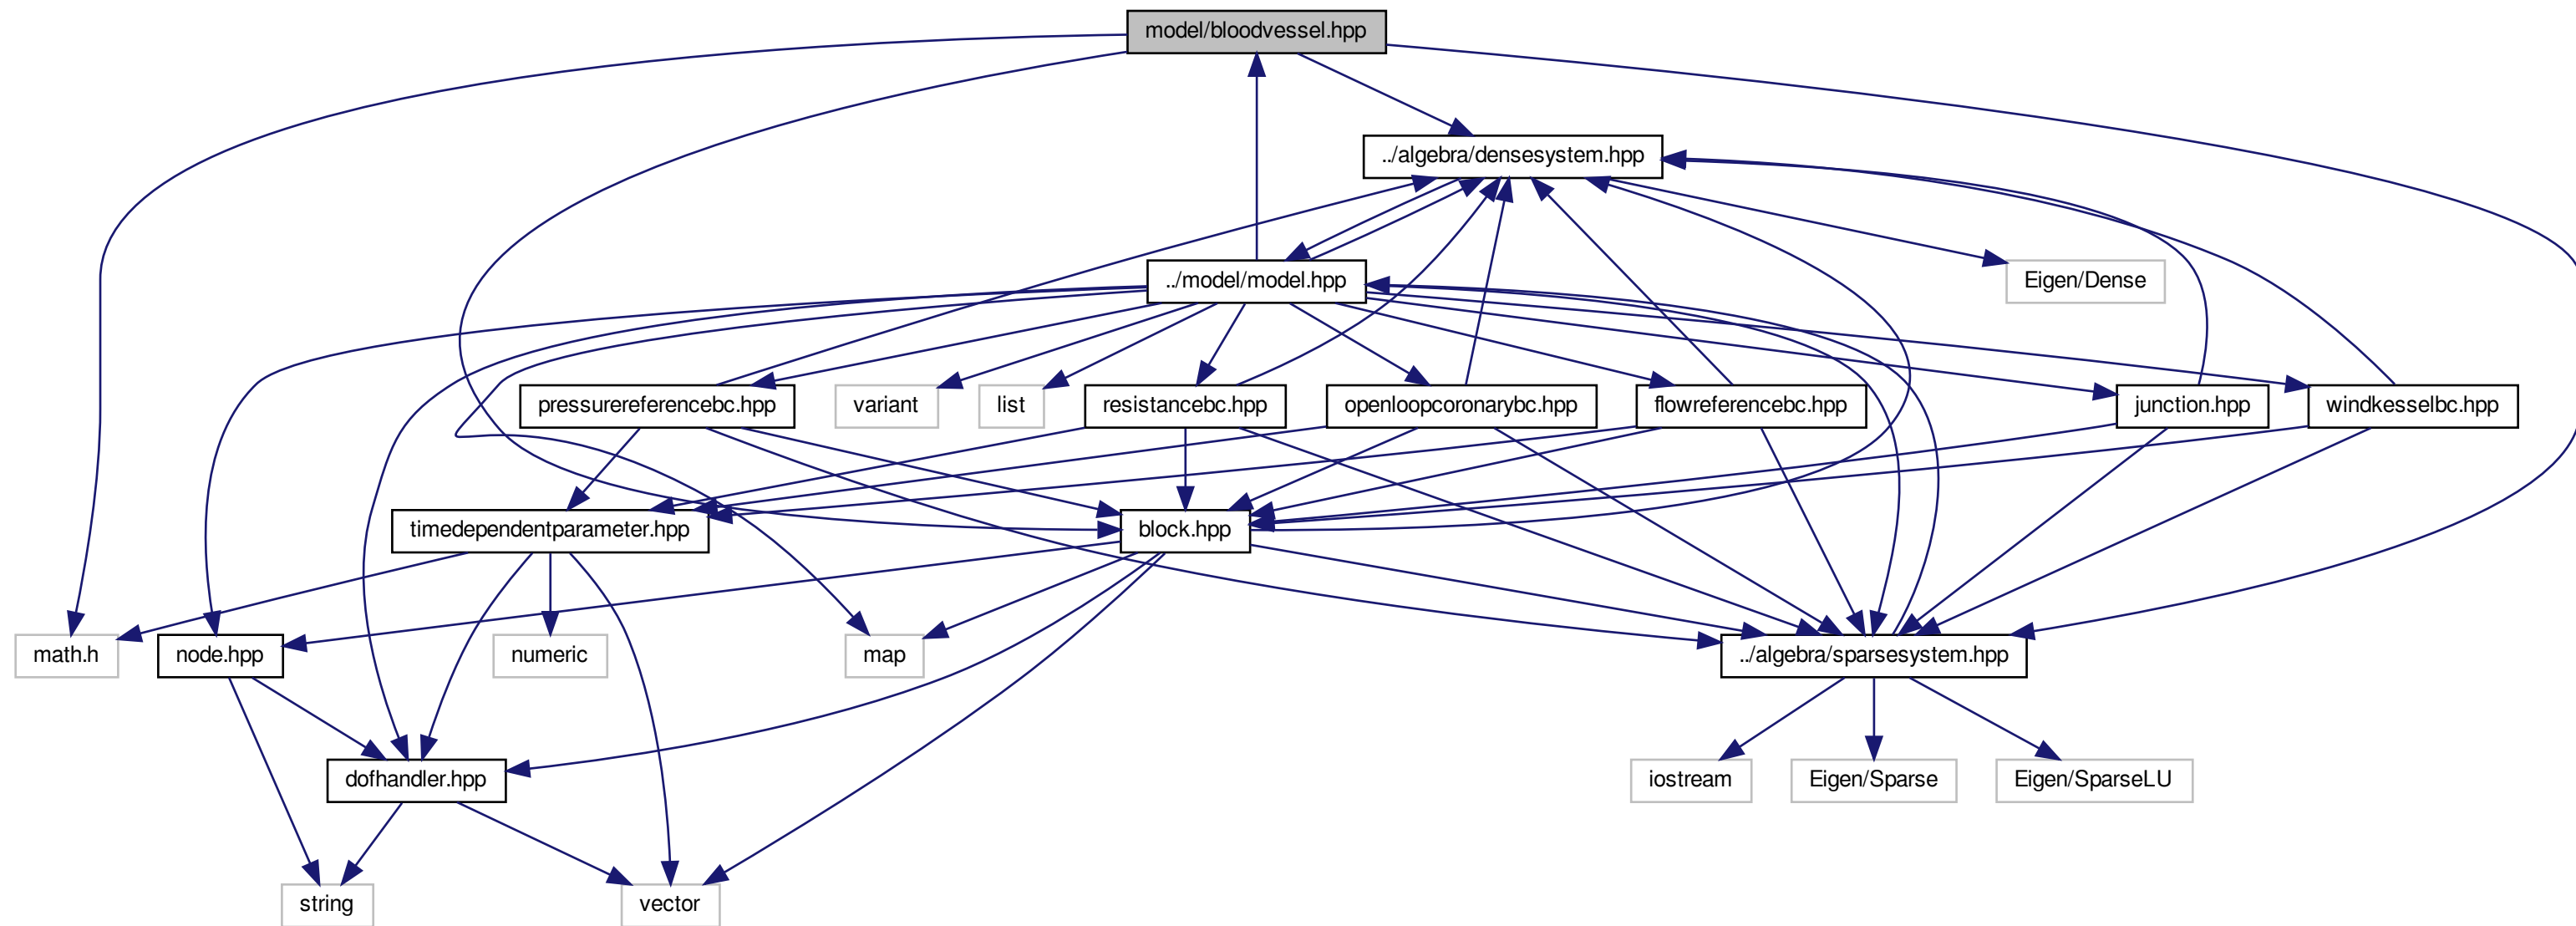 model/bloodvessel.hpp
../algebra/densesystem.hpp
../model/model.hpp
Eigen/Dense
pressurereferencebc.hpp
variant
list
resistancebc.hpp
openloopcoronarybc.hpp
flowreferencebc.hpp
junction.hpp
windkesselbc.hpp
timedependentparameter.hpp
block.hpp
math.h
node.hpp
numeric
map
../algebra/sparsesystem.hpp
dofhandler.hpp
iostream
Eigen/Sparse
Eigen/SparseLU
string
vector